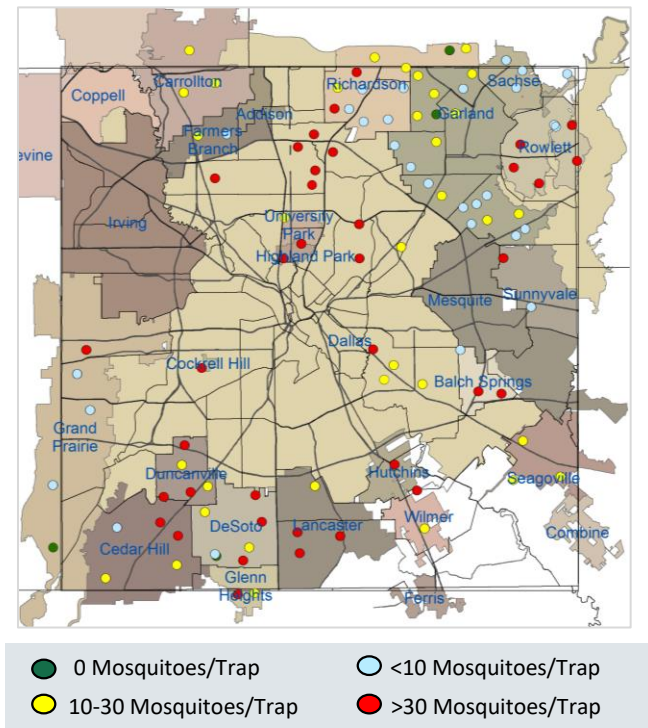 Coppell
Carrollton
Richardson
Sachse
Addison
Garland
Farmers
Branch
Rowlett
evine
Irving
University
Park
Highland Park
Mesquite
Sunnyvale
Dallas
Cockrell Hill
Balch Springs
Grand
Prairie
Duncanville
Hutchins
Seagoville
DeSoto
Lancaster
Wilmer
Combine
Cedar Hill
Glenn
Heights
Ferris
0 Mosquitoes/Trap
<10 Mosquitoes/Trap
10-30 Mosquitoes/Trap
>30 Mosquitoes/Trap